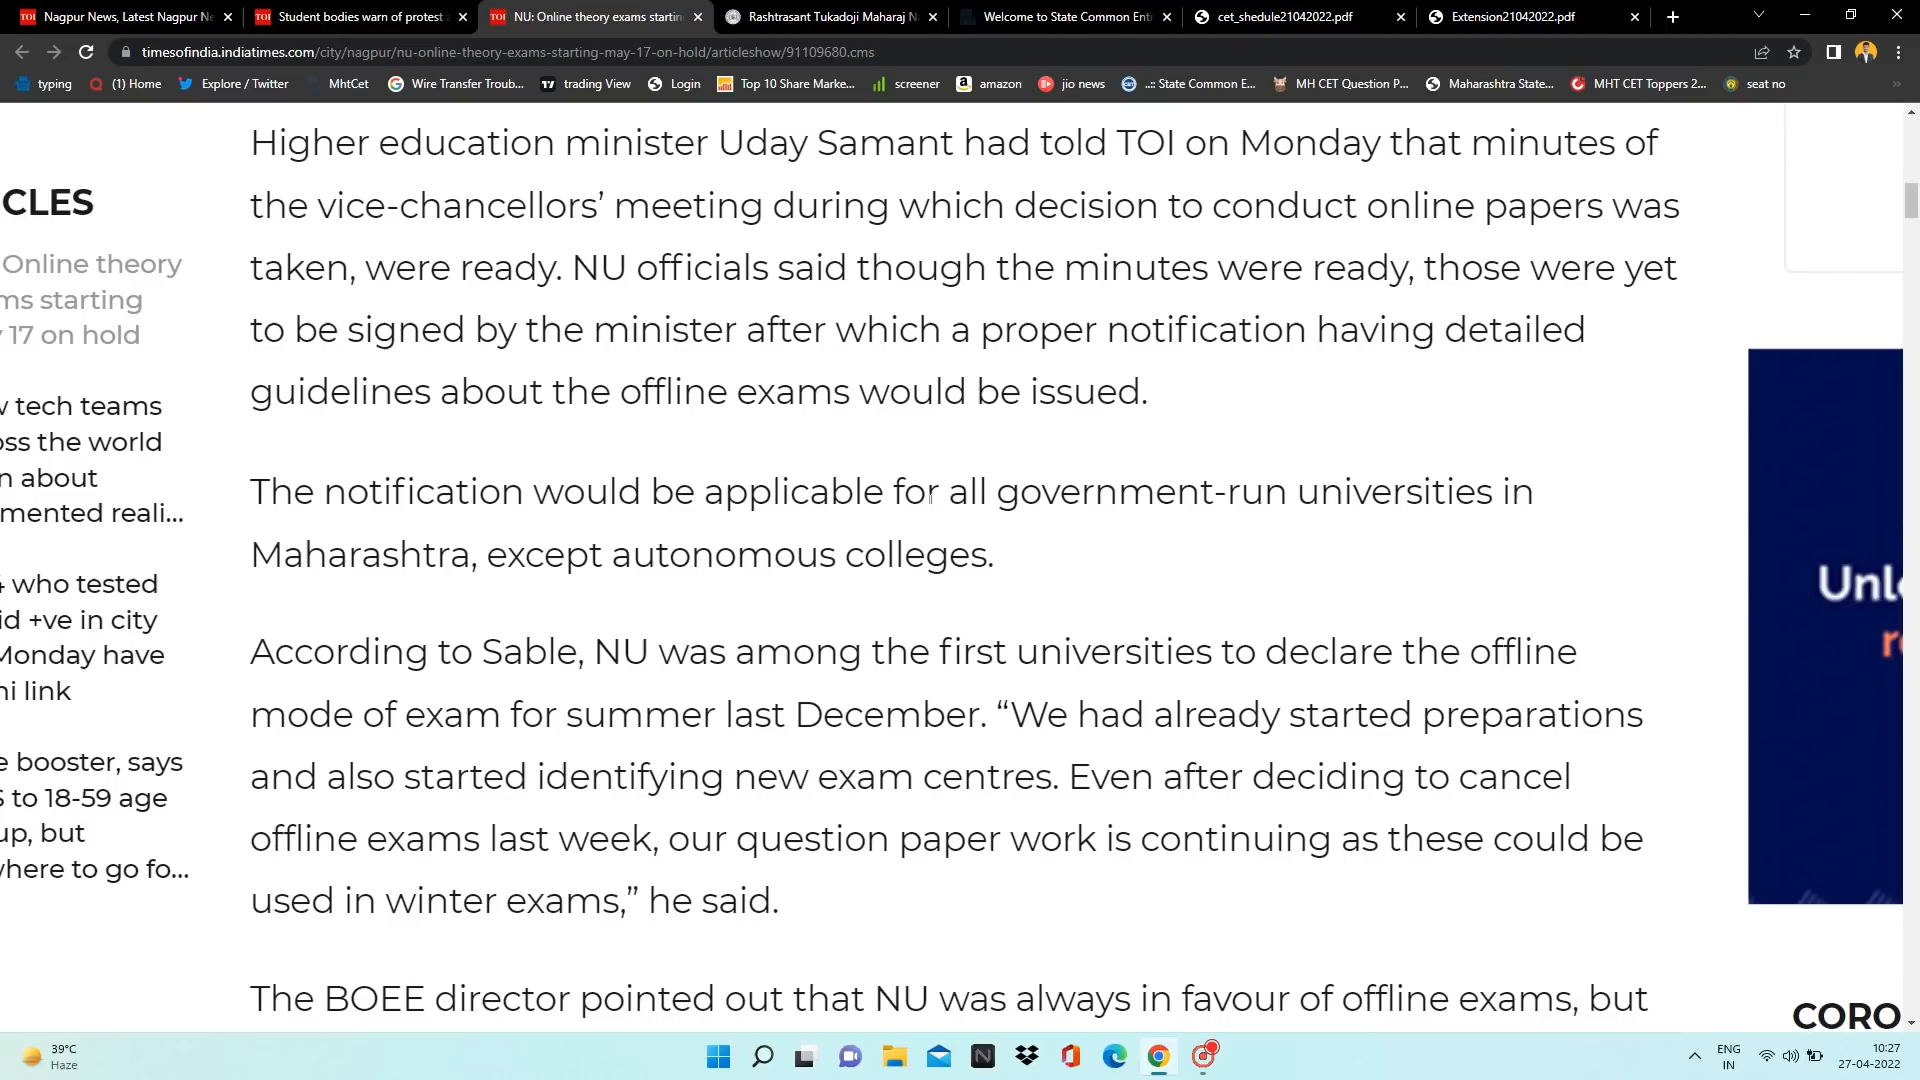 Nagpur News, Latest Nagpur Ne
Student bodies warn of protest a
NU: Online theory exams startin
Rashtrasant Tukadoji Maharaj N
Welcome to State Common Ent
cet_shedule21042022.pdf
Extension21042022.pdf
timesofindia.indiatimes.com/city/nagpur/nu-online-theory-exams-starting-may-17-on-hold/articleshow/91109680.cms
typing
(1) Home
Explore / Twitter
MhtCet
Wire Transfer Troub...
trading View
Login
Top 10 Share Marke...
screener
amazon
jio news
..:: State Common E...
MH CET Question P...
Maharashtra State...
MHT CET Toppers 2...
seat no
CLES
Online theory
ms starting
17 on hold
w tech teams
oss the world
n about
mented reali...
4 who tested
id +ve in city
Monday have
ni link
e booster, says
S to 18-59 age
up, but
where to go fo...
Higher education minister Uday Samant had told TOI on Monday that minutes of
the vice-chancellors’ meeting during which decision to conduct online papers was
taken, were ready. NU officials said though the minutes were ready, those were yet
to be signed by the minister after which a proper notification having detailed
guidelines about the offline exams would be issued.
The notification would be applicable for all government-run universities in
Maharashtra, except autonomous colleges.
According to Sable, NU was among the first universities to declare the offline
mode of exam for summer last December. “We had already started preparations
and also started identifying new exam centres. Even after deciding to cancel
offline exams last week, our question paper work is continuing as these could be
used in winter exams,” he said.
The BOEE director pointed out that NU was always in favour of offline exams, but
Unl
r
CORO
39°C
Haze
ENG
IN
10:27
27-04-2022